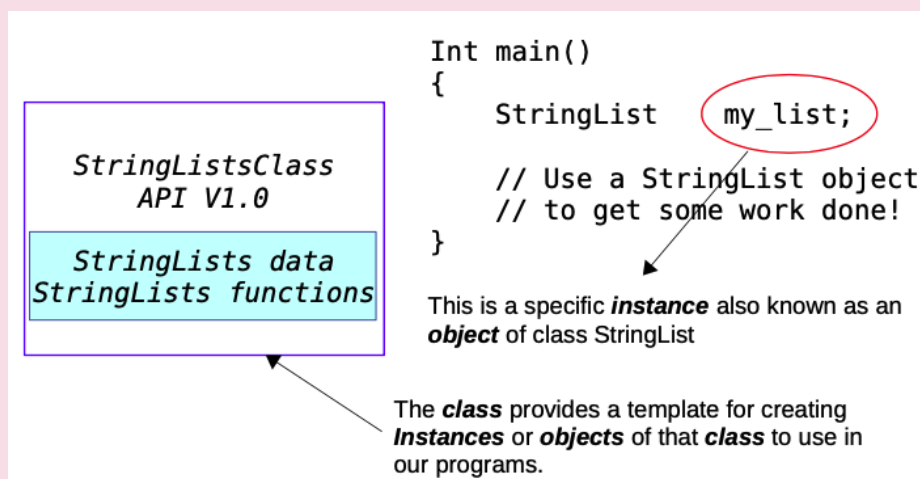 StringListsClass
API V1.0
StringLists data
StringLists functions
Int main()
{
StringList my_list;
// Use a StringList object
// to get some work done!
}
This is a specific instance also known as an
object of class StringList
The class provides a template for creating
Instances or objects of that class to use in
our programs.